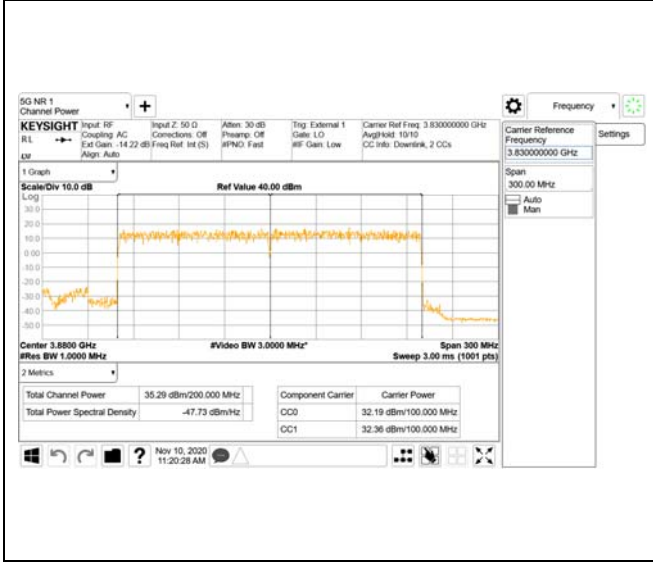 5G NR 1
Channel Power
Frequency
KEYSIGHT
RL
Input: RF
Coupling: AC
Ext Gain: -14.22 dB
Align: Auto
Input Z: 50 Ω
Corrections: Off
Freq Ref: Int (S)
Atten: 30 dB
Preamp: Off
#PNO: Fast
Trig: External 1
Gate: LO
#IF Gain: Low
Carrier Ref Freq: 3.830000000 GHz
Avg|Hold: 10/10
CC Info: Downlink, 2 CCs
Carrier Reference
Frequency
3.830000000 GHz
Settings
Span
300.00 MHz
Auto
Man
1 Graph
Scale/Div 10.0 dB
Ref Value 40.00 dBm
Log
30.0
20.0
10.0
0.00
-10.0
-20.0
-30.0
-40.0
-50.0
Center 3.8800 GHz
#Video BW 3.0000 MHz*
Span 300 MHz
#Res BW 1.0000 MHz
Sweep 3.00 ms (1001 pts)
2 Metrics
Total Channel Power 35.29 dBm/200.000 MHz
Total Power Spectral Density -47.73 dBm/Hz
Component Carrier Carrier Power
CC0 32.19 dBm/100.000 MHz
CC1 32.36 dBm/100.000 MHz
Nov 10, 2020
11:20:28 AM